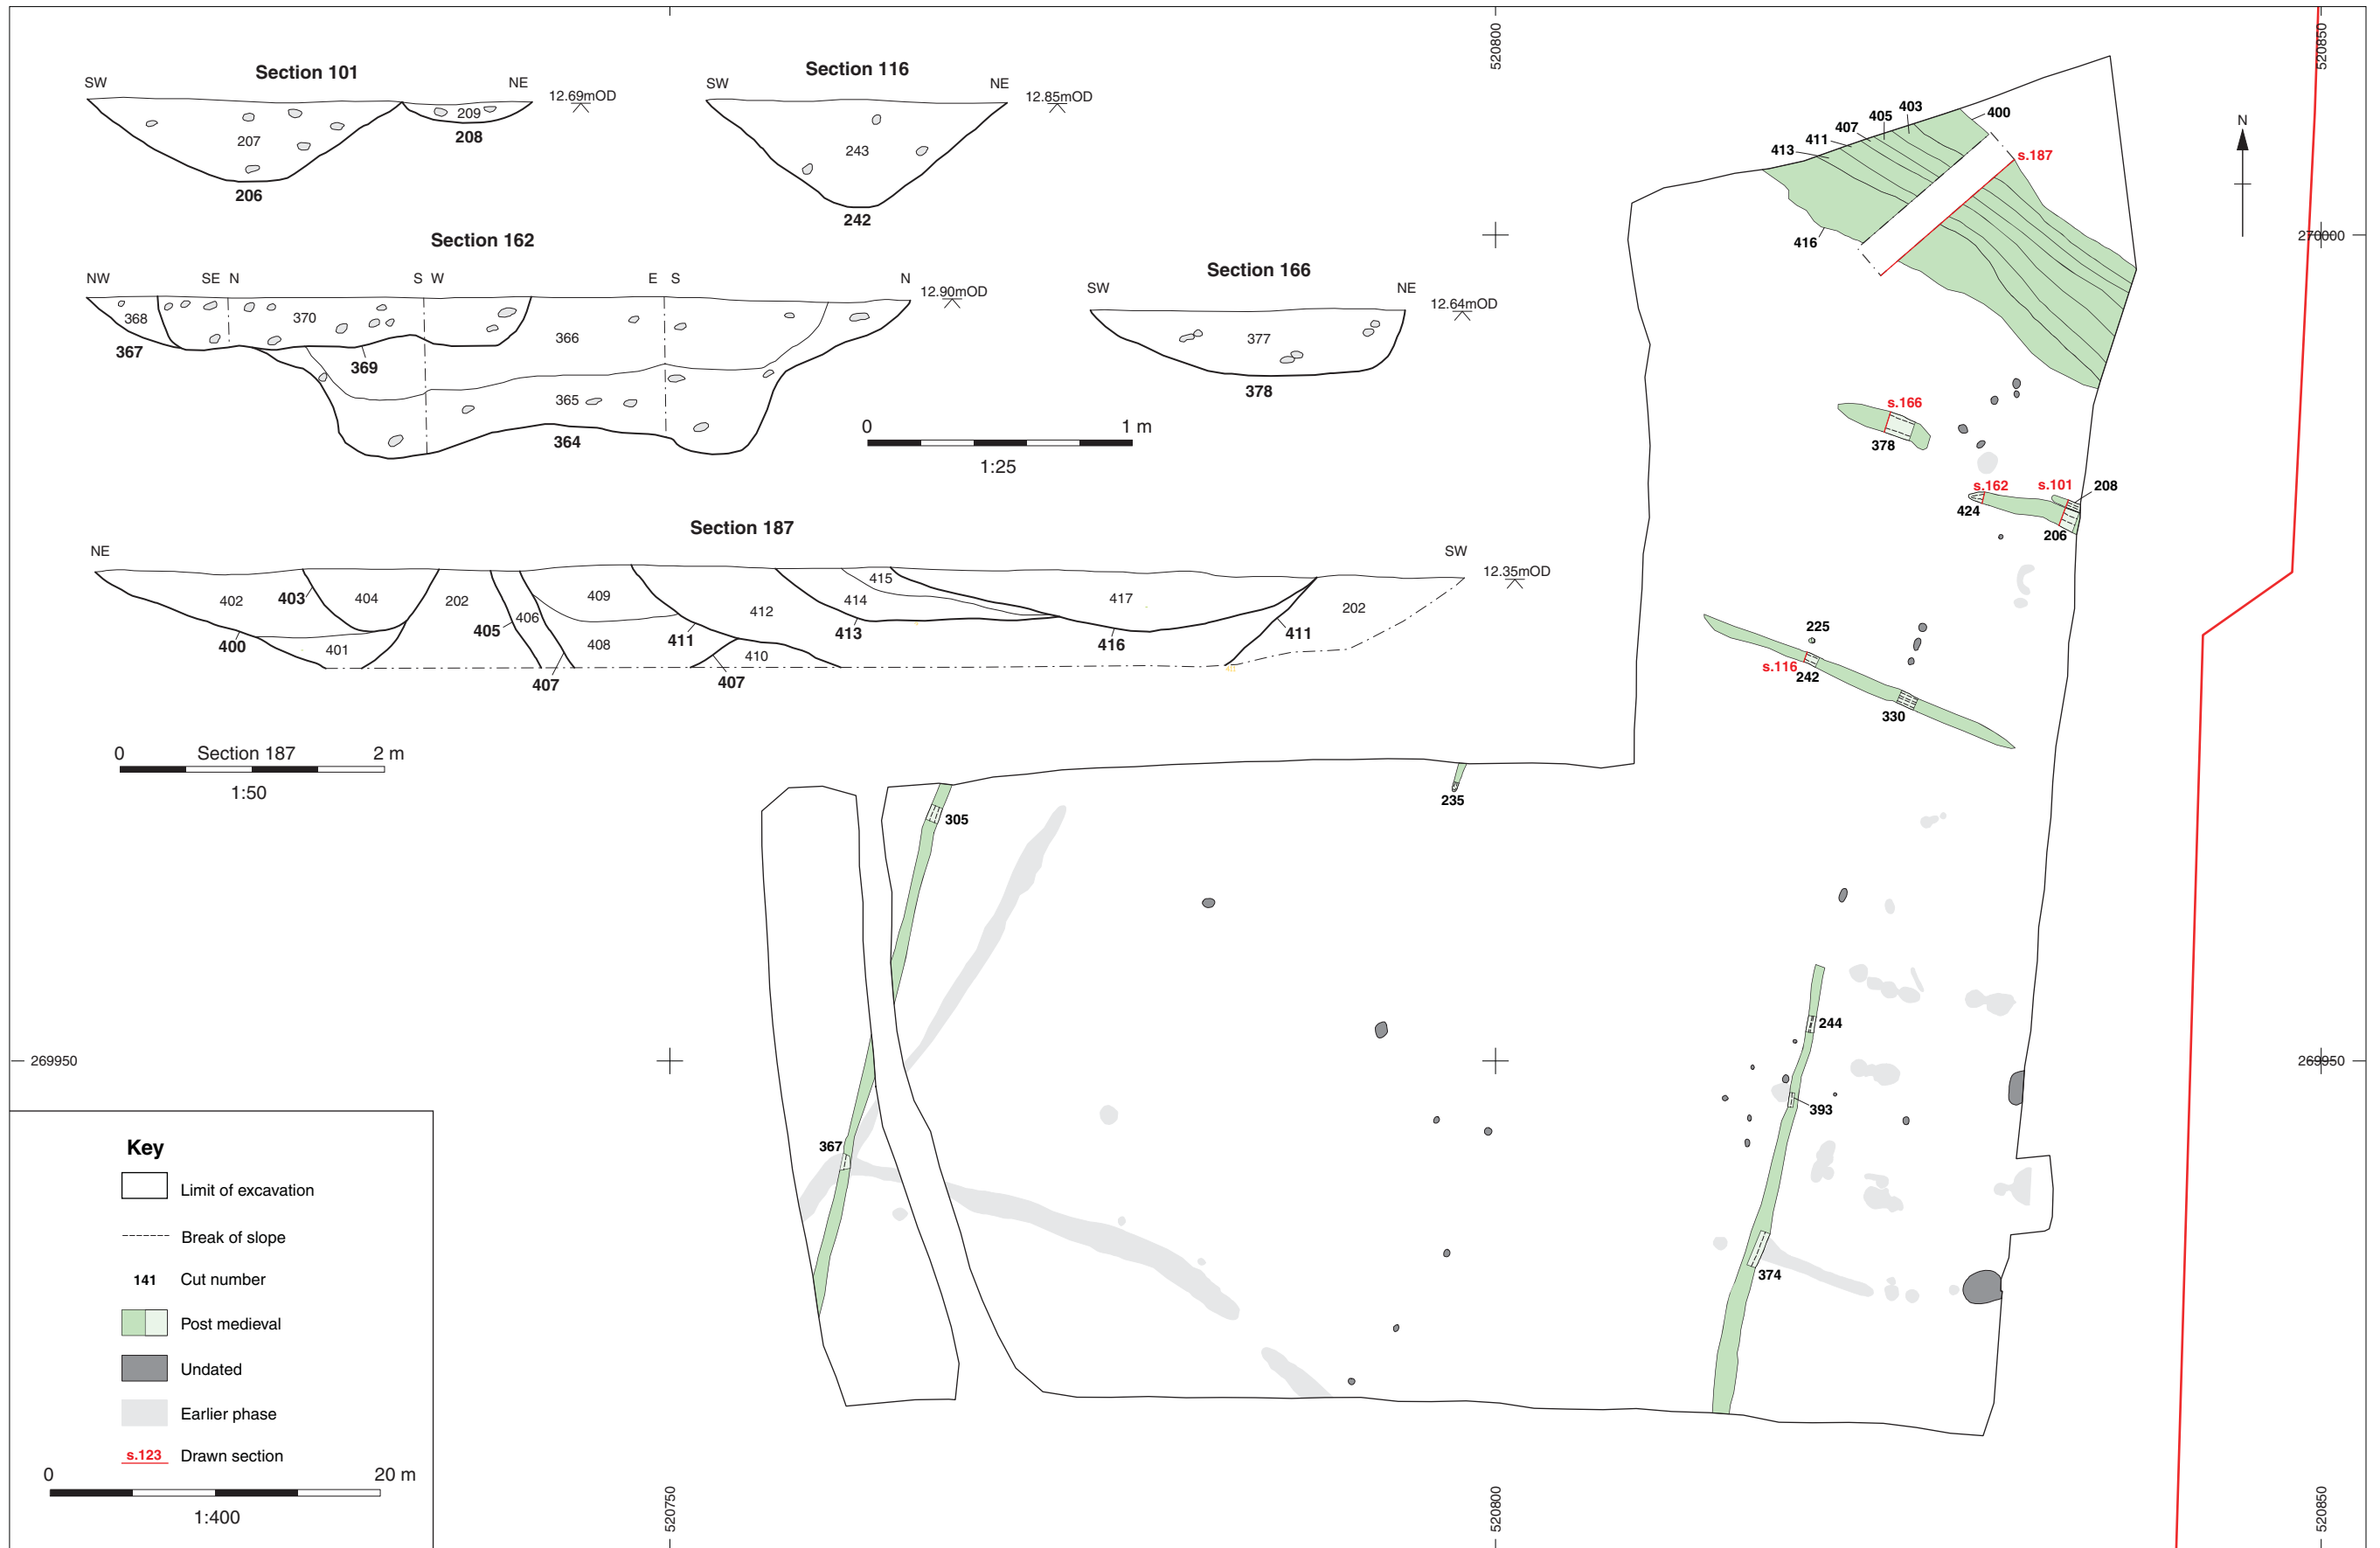 Section 101
SW
NE
12.69mOD
207
209
208
206
Section 116
SW
NE
12.85mOD
243
242
Section 162
NW
SE
N
S
W
E
S
N
12.90mOD
368
370
366
367
369
365
364
Section 166
SW
NE
12.64mOD
377
378
0
1 m
1:25
Section 187
NE
SW
12.35mOD
402
403
404
202
409
415
414
417
412
202
406
405
408
411
413
416
411
400
401
410
407
407
0
Section 187
2 m
1:50
520800
520850
N
270000
400
403
405
407
411
413
s.187
416
s.166
378
s.162
s.101
208
424
206
225
s.116
242
330
235
305
244
393
367
374
269950
269950
Key
Limit of excavation
Break of slope
141 Cut number
Post medieval
Undated
Earlier phase
s.123 Drawn section
0
20 m
1:400
520750
520800
520850